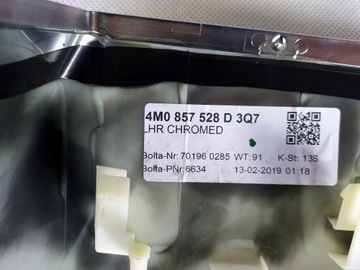 4M0 857 528 D 3Q7
LHR CHROMED
Bolta-Nr: 70196 0285 WT: 91 K-St: 13S
Bolta-PNr: 6634 13-02-2019 01:18